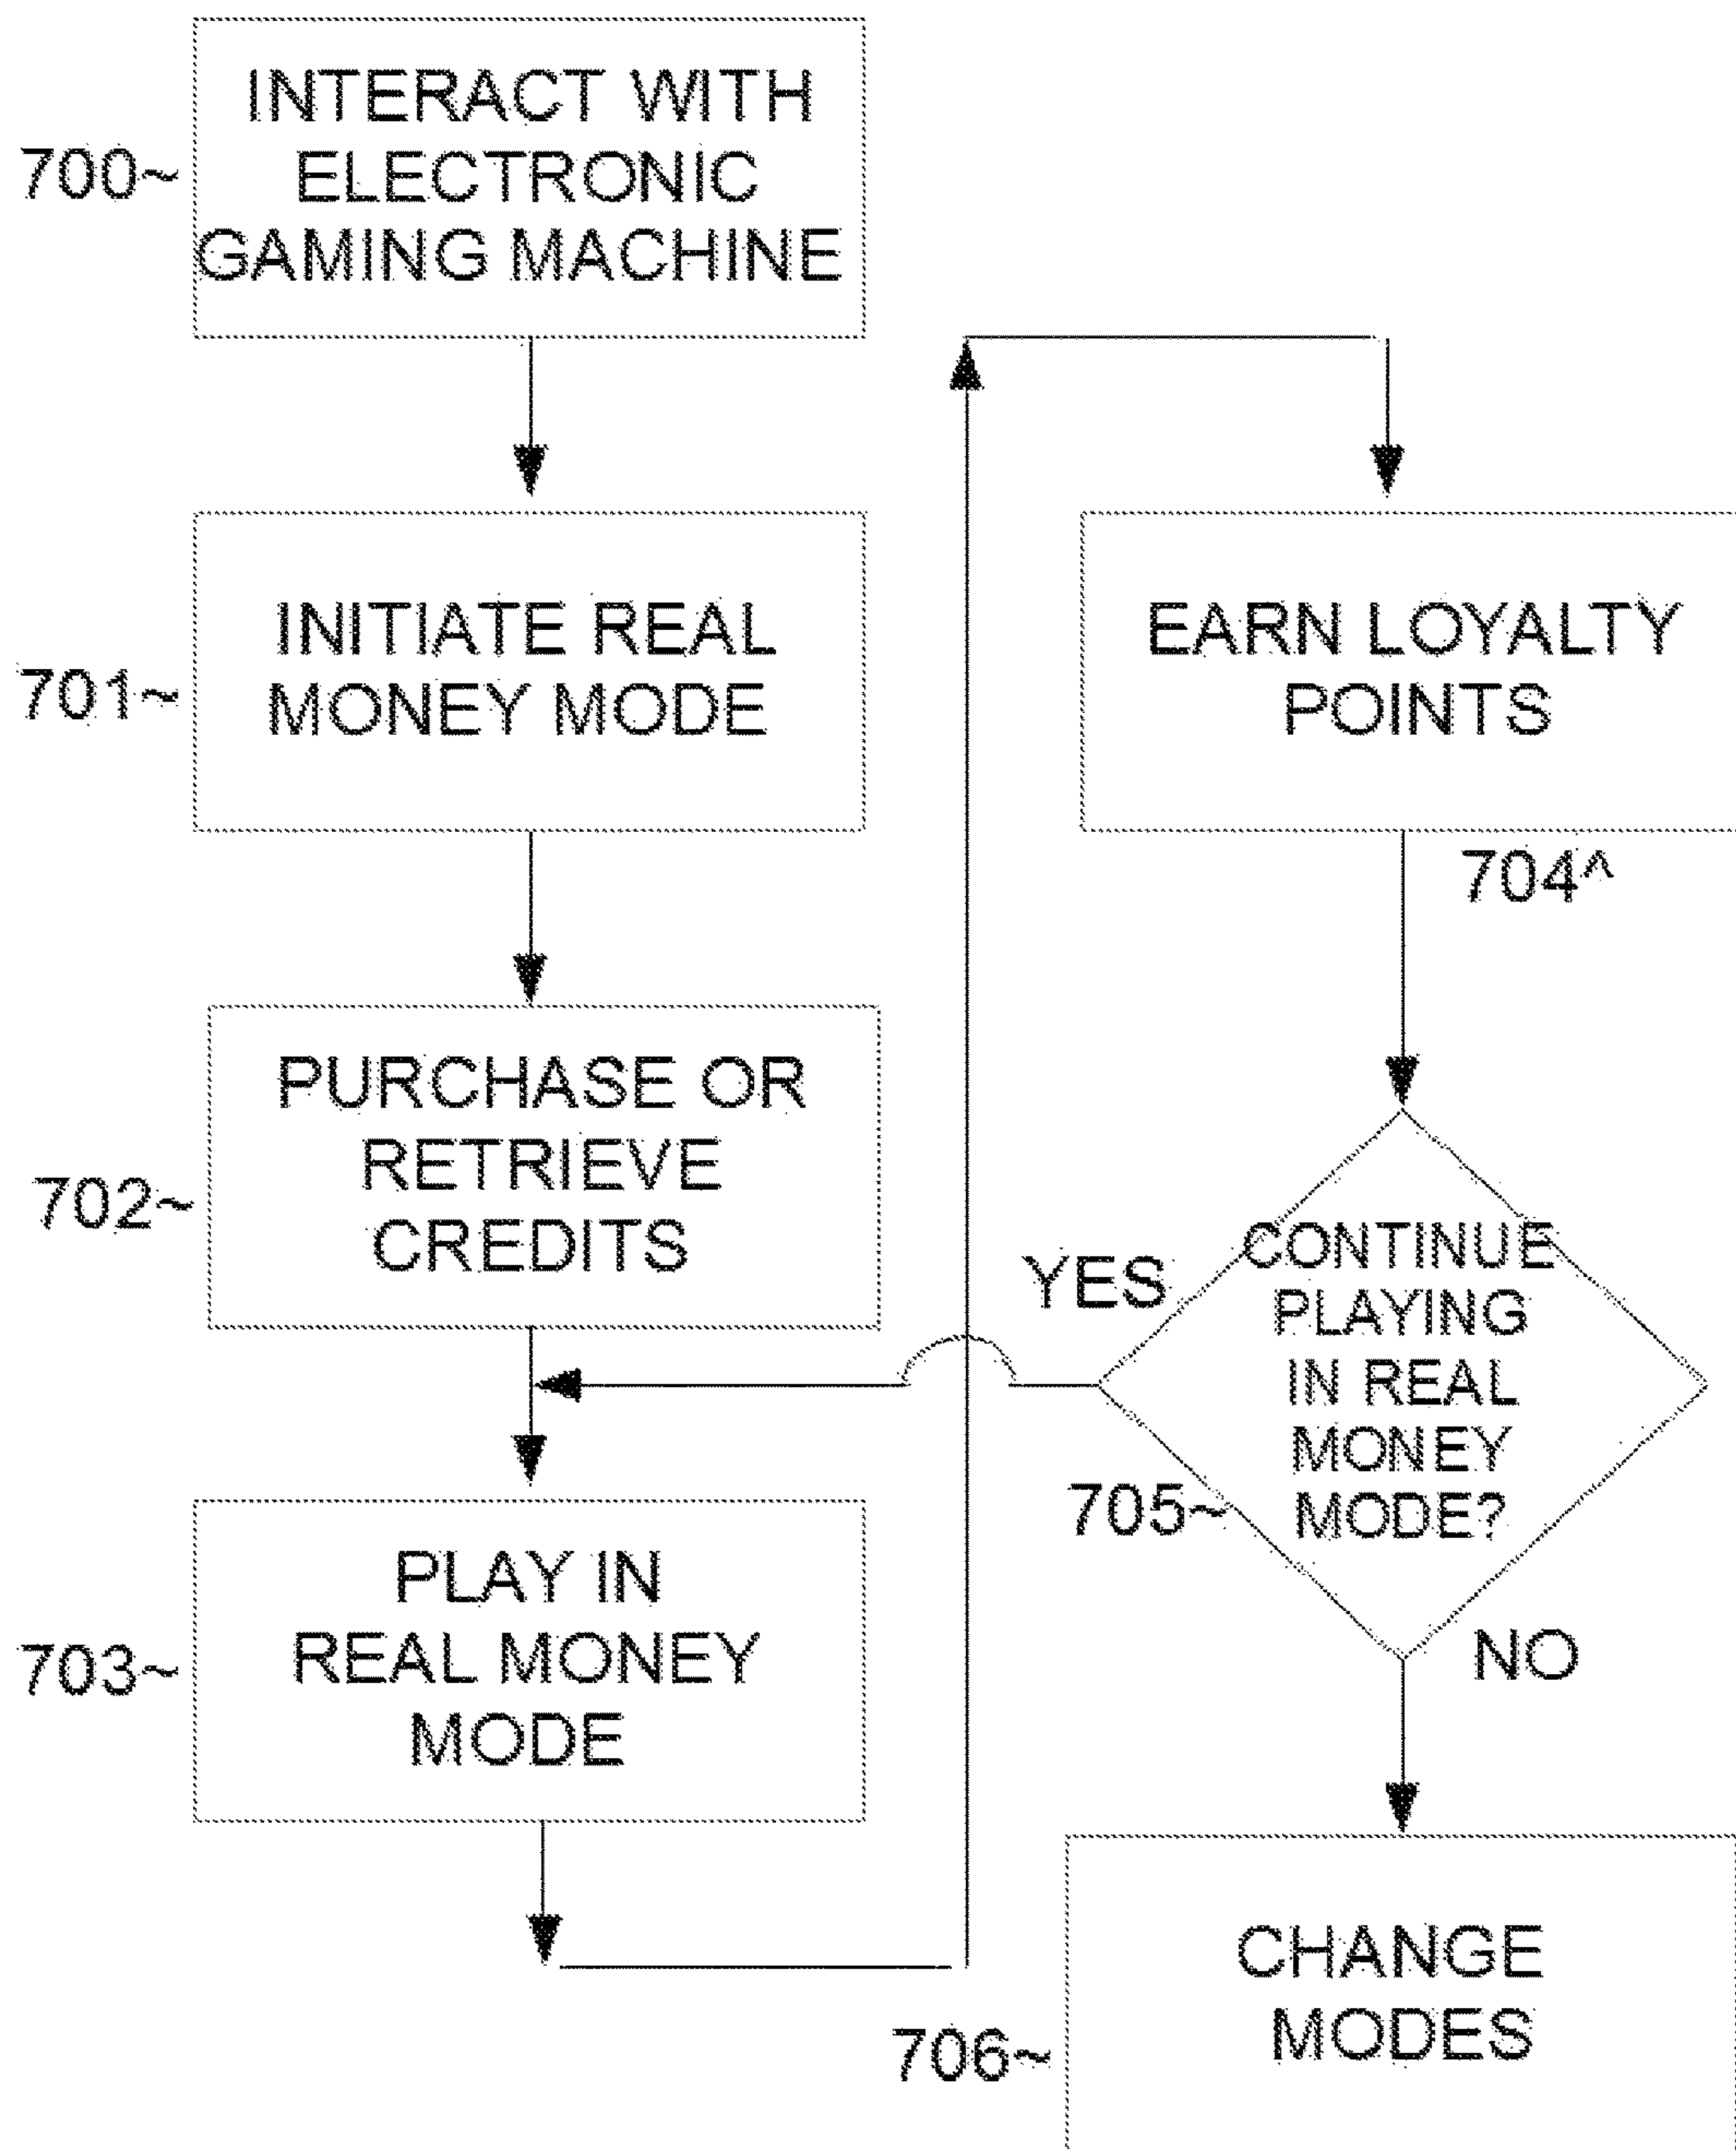 INTERACT WITH
ELECTRONIC
GAMING MACHINE
700~
INITIATE REAL
MONEY MODE
701~
PURCHASE OR
RETRIEVE
CREDITS
702~
PLAY IN
REAL MONEY
MODE
703~
EARN LOYALTY
POINTS
704^
CONTINUE
PLAYING
IN REAL
MONEY
MODE?
YES
705~
NO
CHANGE
MODES
706~